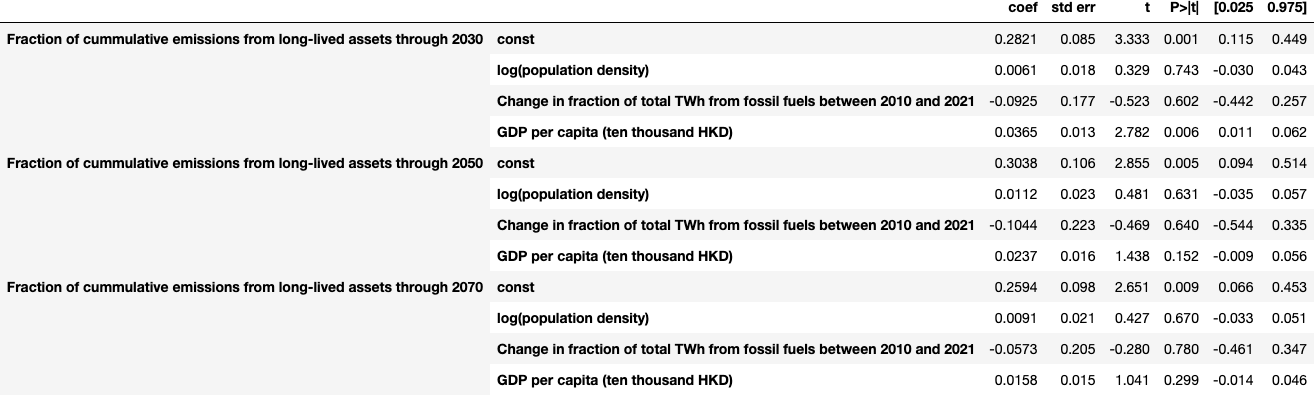 coef std err t P>|t| [0.025 0.975]
Fraction of cummulative emissions from long-lived assets through 2030 const 0.2821 0.085 3.333 0.001 0.115 0.449
log(population density) 0.0061 0.018 0.329 0.743 -0.030 0.043
Change in fraction of total TWh from fossil fuels between 2010 and 2021 -0.0925 0.177 -0.523 0.602 -0.442 0.257
GDP per capita (ten thousand HKD) 0.0365 0.013 2.782 0.006 0.011 0.062
Fraction of cummulative emissions from long-lived assets through 2050 const 0.3038 0.106 2.855 0.005 0.094 0.514
log(population density) 0.0112 0.023 0.481 0.631 -0.035 0.057
Change in fraction of total TWh from fossil fuels between 2010 and 2021 -0.1044 0.223 -0.469 0.640 -0.544 0.335
GDP per capita (ten thousand HKD) 0.0237 0.016 1.438 0.152 -0.009 0.056
Fraction of cummulative emissions from long-lived assets through 2070 const 0.2594 0.098 2.651 0.009 0.066 0.453
log(population density) 0.0091 0.021 0.427 0.670 -0.033 0.051
Change in fraction of total TWh from fossil fuels between 2010 and 2021 -0.0573 0.205 -0.280 0.780 -0.461 0.347
GDP per capita (ten thousand HKD) 0.0158 0.015 1.041 0.299 -0.014 0.046